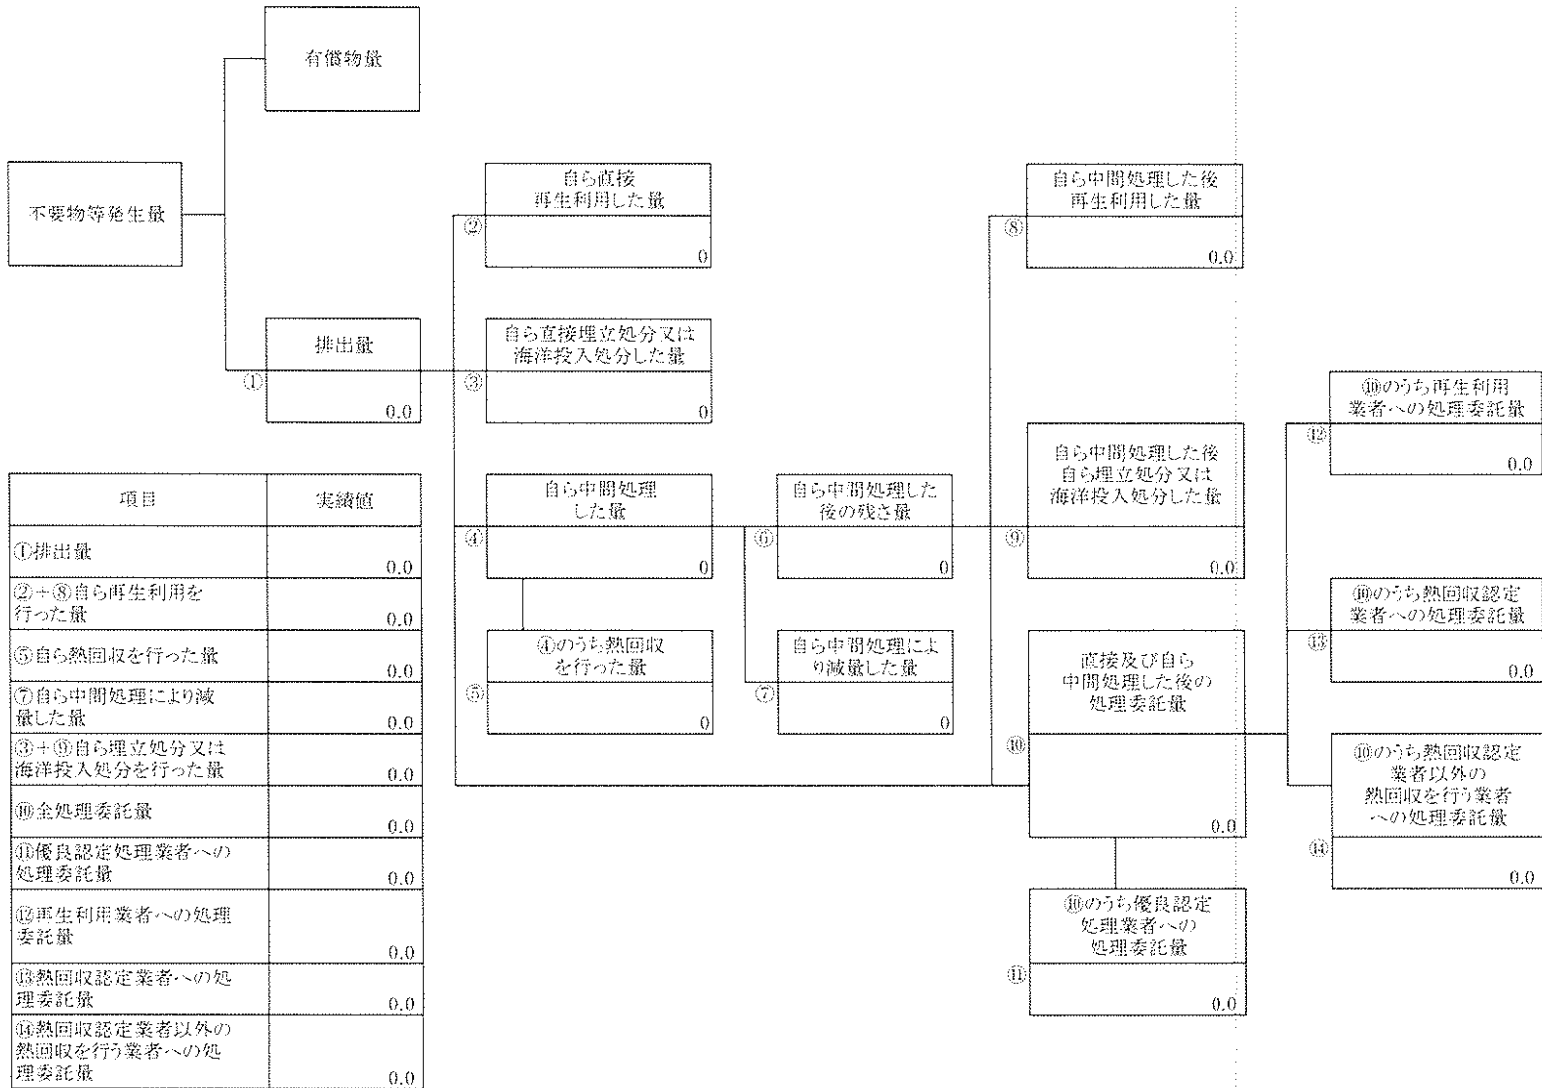 有償物量
不要物等発生量
自ら直接
再生利用した量
②
0
自ら中間処理した後
再生利用した量
⑧
0.0
排出量
①
0.0
自ら直接埋立処分又は
海洋投入処分した量
③
0
自ら中間処理
した量
④
0
自ら中間処理した
後の残さ量
⑥
0
自ら中間処理した後
自ら埋立処分又は
海洋投入処分した量
⑨
0.0
⑩のうち再生利用
業者への処理委託量
⑫
0.0
④のうち熱回収
を行った量
⑤
0
自ら中間処理によ
り減量した量
⑦
0
直接及び自ら
中間処理した後の
処理委託量
⑩
0.0
⑩のうち熱回収認定
業者への処理委託量
⑬
0.0
⑩のうち熱回収認定
業者以外の
熱回収を行う業者
への処理委託量
⑭
0.0
⑩のうち優良認定
処理業者への
処理委託量
⑪
0.0
項目 実績値
①排出量
0.0
②+⑧自ら再生利用を
行った量 0.0
⑤自ら熱回収を行った量
0.0
⑦自ら中間処理により減
量した量 0.0
③+⑨自ら埋立処分又は
海洋投入処分を行った量 0.0
⑩全処理委託量
0.0
⑪優良認定処理業者への
処理委託量 0.0
⑫再生利用業者への処理
委託量
0.0
⑬熱回収認定業者への処
理委託量 0.0
⑭熱回収認定業者以外の
熱回収を行う業者への処
理委託量 0.0